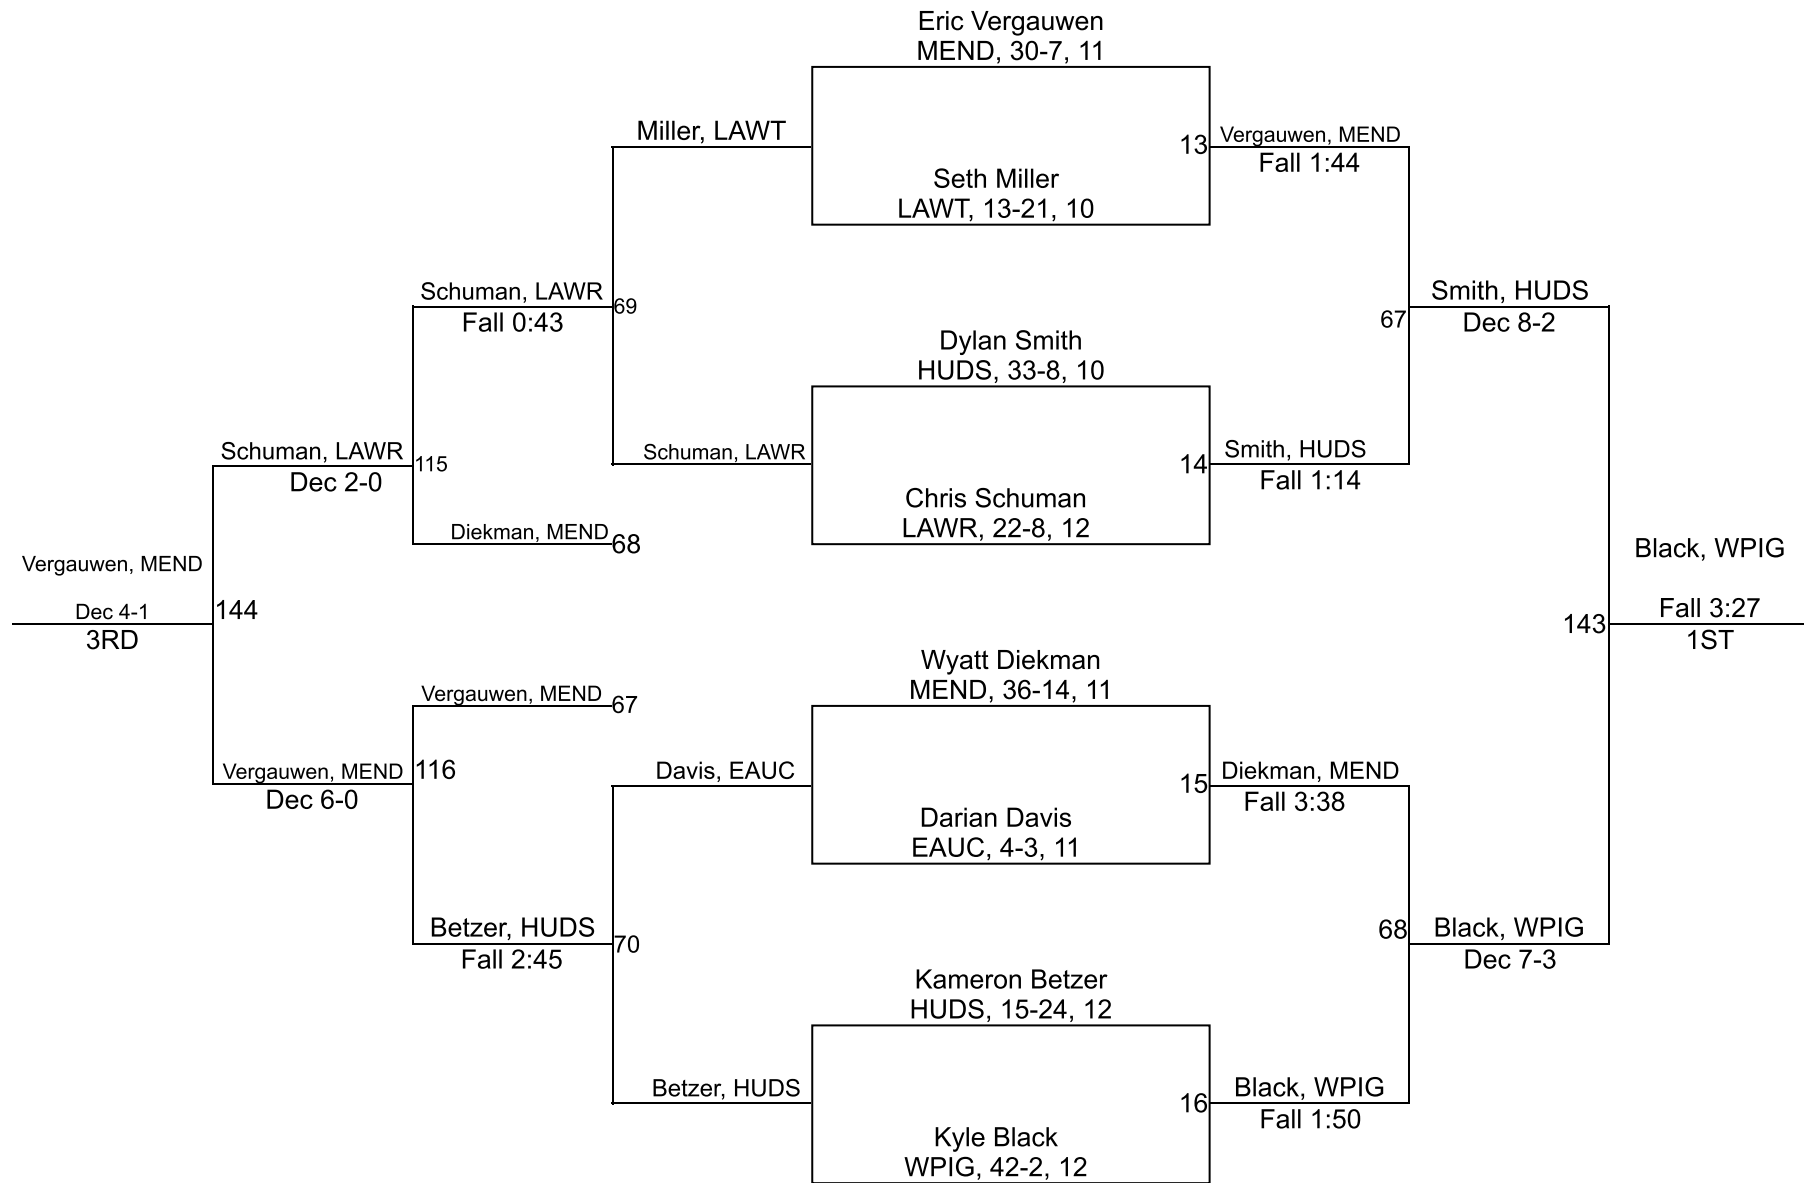 Eric Vergauwen
MEND, 30-7, 11
Miller, LAWT
13
Vergauwen, MEND
Fall 1:44
Seth Miller
LAWT, 13-21, 10
Schuman, LAWR
69
Fall 0:43
Smith, HUDS
67
Dec 8-2
Dylan Smith
HUDS, 33-8, 10
Schuman, LAWR
115
Dec 2-0
Schuman, LAWR
14
Smith, HUDS
Fall 1:14
Chris Schuman
LAWR, 22-8, 12
Diekman, MEND
68
Vergauwen, MEND
Dec 4-1
144
3RD
Black, WPIG
Fall 3:27
143
1ST
Wyatt Diekman
MEND, 36-14, 11
Vergauwen, MEND
67
Vergauwen, MEND
116
Dec 6-0
Davis, EAUC
15
Diekman, MEND
Fall 3:38
Darian Davis
EAUC, 4-3, 11
Betzer, HUDS
70
Fall 2:45
68
Black, WPIG
Dec 7-3
Kameron Betzer
HUDS, 15-24, 12
Betzer, HUDS
16
Black, WPIG
Fall 1:50
Kyle Black
WPIG, 42-2, 12